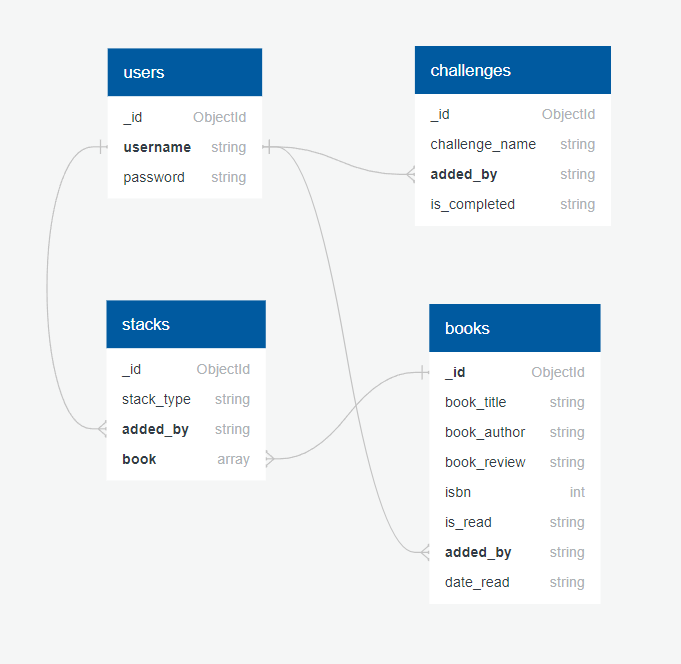 users
_id ObjectId
username string
password string
challenges
_id ObjectId
challenge_name string
added_by string
is_completed string
stacks
_id ObjectId
stack_type string
added_by string
book array
books
_id ObjectId
book_title string
book_author string
book_review string
isbn int
is_read string
added_by string
date_read string